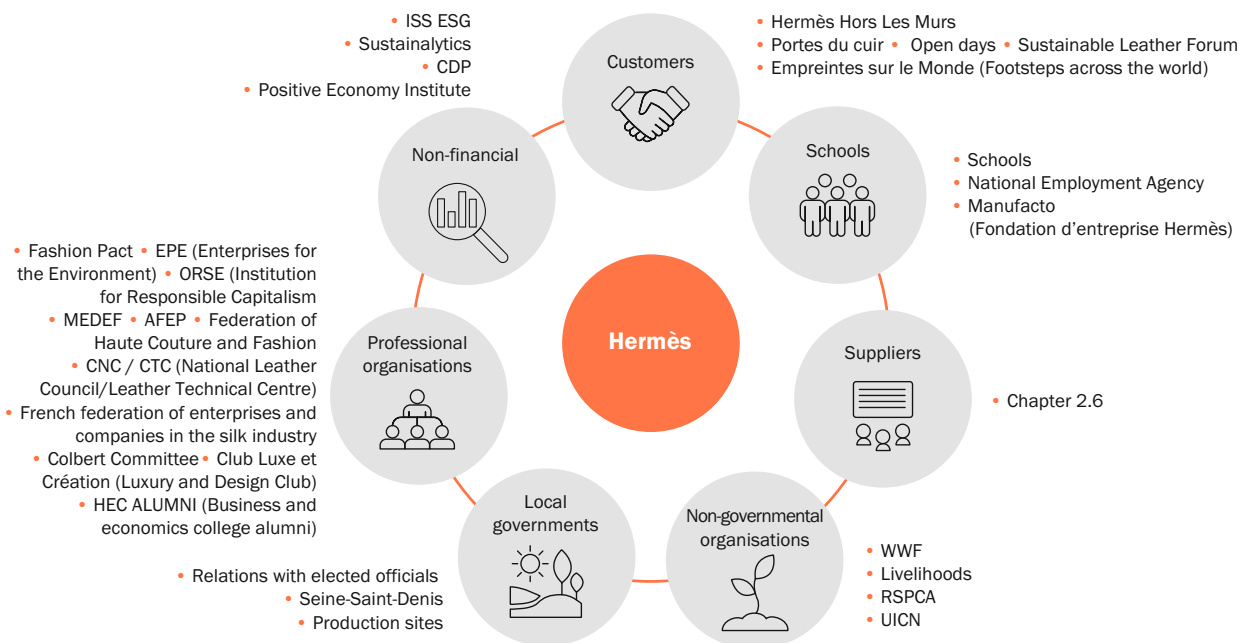 • ISS ESG
• Sustainalytics
• CDP
• Positive Economy Institute
Customers
• Hermès Hors Les Murs
• Portes du cuir • Open days • Sustainable Leather Forum
• Empreintes sur le Monde (Footsteps across the world)
Non-financial
Schools
• Schools
• National Employment Agency
• Manufacto
(Fondation d'entreprise Hermès)
• Fashion Pact • EPE (Enterprises for
the Environment) • ORSE (Institution
for Responsible Capitalism
• MEDEF • AFEP • Federation of
Haute Couture and Fashion
• CNC / CTC (National Leather
Council/Leather Technical Centre)
• French federation of enterprises and
companies in the silk industry
• Colbert Committee • Club Luxe et
Création (Luxury and Design Club)
• HEC ALUMNI (Business and
economics college alumni)
Professional
organisations
Hermès
Suppliers
• Chapter 2.6
Local
governments
• Relations with elected officials
• Seine-Saint-Denis
• Production sites
Non-governmental
organisations
• WWF
• Livelihoods
• RSPCA
• UICN